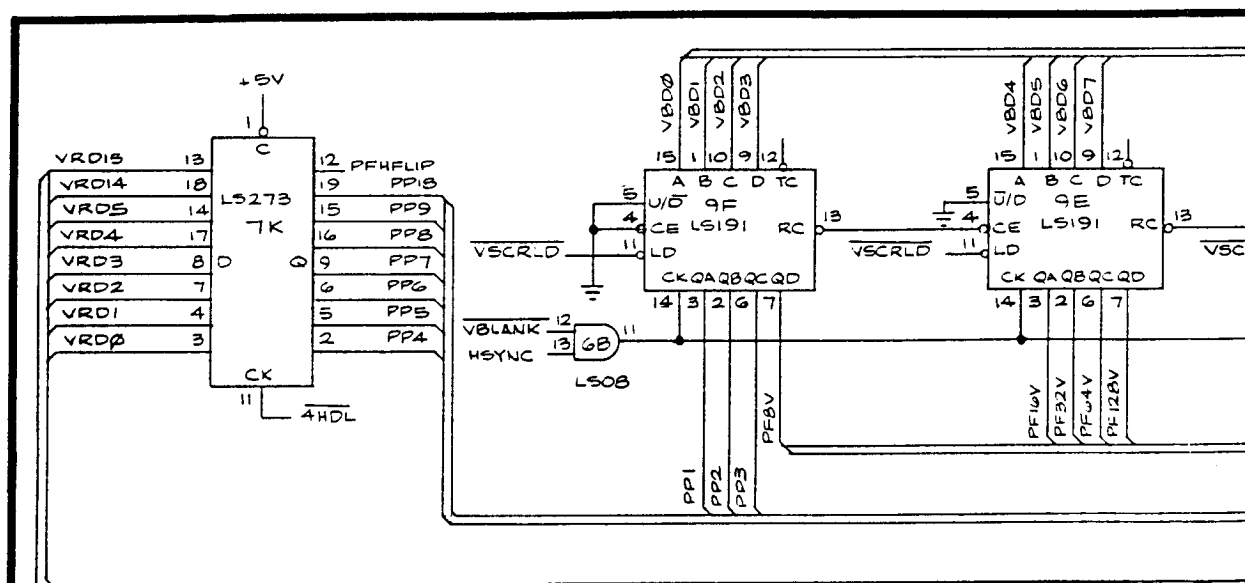 +5V
1
C
VRD15 13
VRD14 18
VRD5 14
VRD4 17
VRD3 8
VRD2 7
VRD1 4
VRD0 3
LS273
7K
D Q
12 PFHFLIP
19 PP18
15 PP9
16 PP8
9 PP7
6 PP6
5 PP5
2 PP4
CK
11
4HDL
VBD0 VBD1 VBD2 VBD3
15 1 10 9 12
A B C D TC
5 U/D 9F
4 CE LS191 RC 13
VSCRLD 11 LD
CK QA QB QC QD
14 3 2 6 7
VBLANK 12
HSYNC 13
6B 11
LS08
PP1 PP2 PP3 PF8V
VBD4 VBD5 VBD6 VBD7
15 1 10 9 12
A B C D TC
5 U/D 9E
4 CE LS191 RC 13
VSCRLD 11 LD
CK QA QB QC QD
14 3 2 6 7
PF16V PF32V PF64V PF128V
VSC